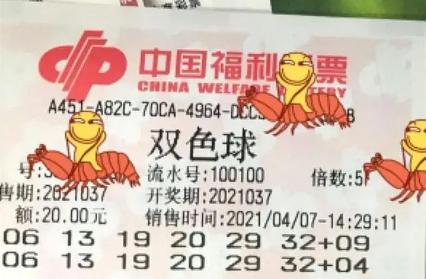 中国福利 票
CHINA WELFARE LOTTERY
A451-A82C-70CA-4964-DCC
双色球
号: 流水号:100100 倍数:5
售期:2021037 开奖期:2021037
额:20.00元 销售时间:2021/04/07-14:29:11
06 13 19 20 29 32+09
06 13 19 20 29 32+04